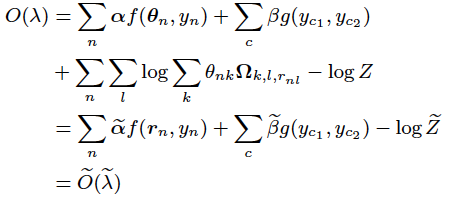 O(λ) = ∑_n αf(θ_n, y_n) + ∑_c βg(y_{c_1}, y_{c_2})
+ ∑_n ∑_l log ∑_k θ_{nk}Ω_{k,l,r_{nl}} − log Z
= ∑_n α̃f(r_n, y_n) + ∑_c β̃g(y_{c_1}, y_{c_2}) − log Z̃
= Õ(λ̃)